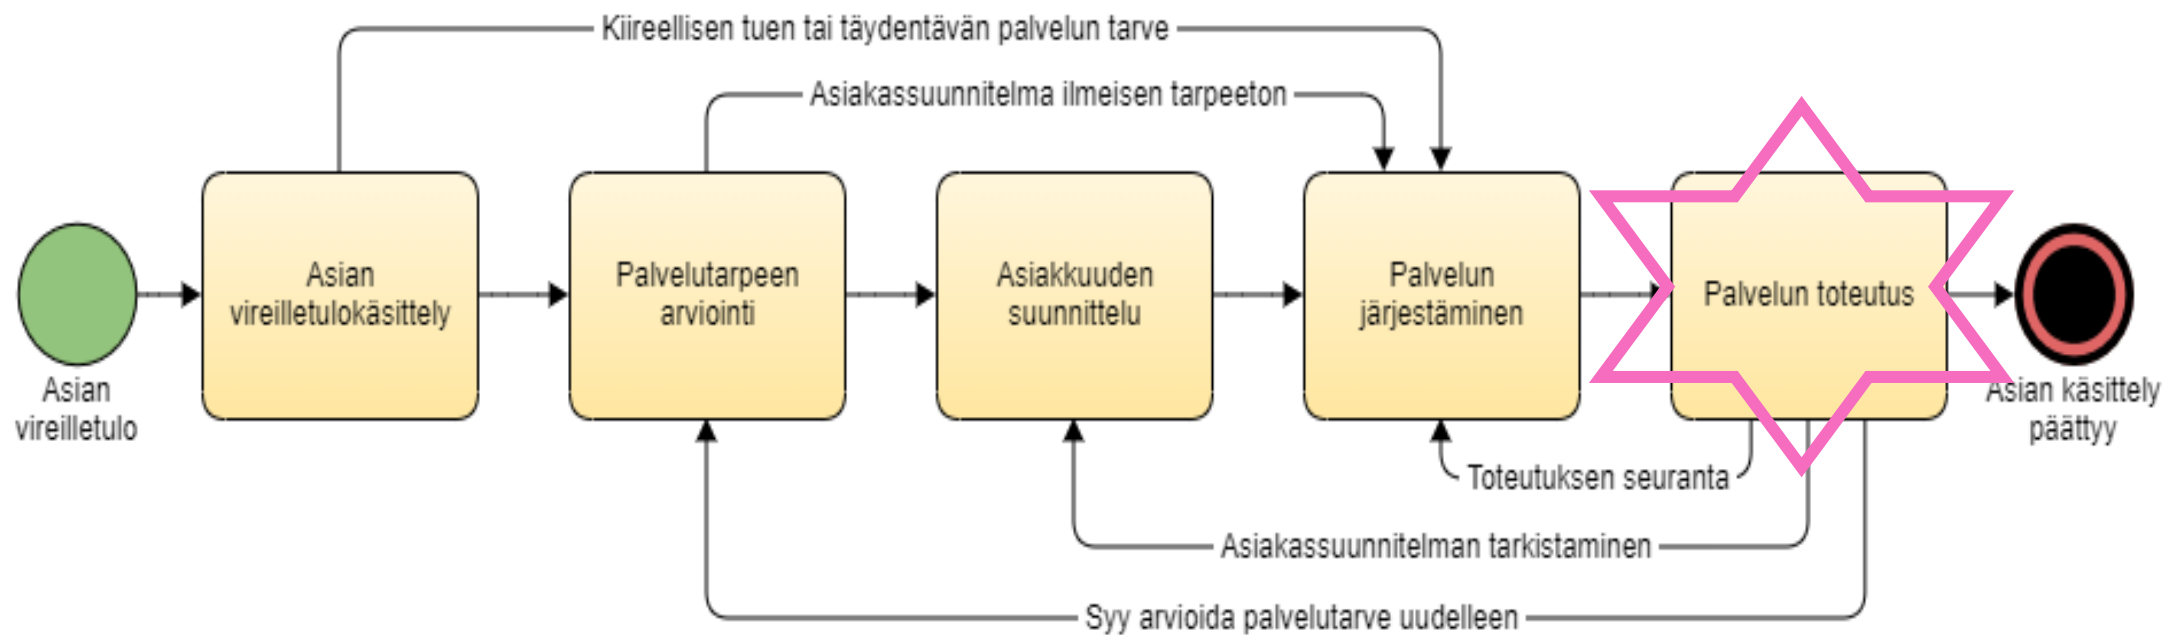 Kiireellisen tuen tai täydentävän palvelun tarve
Asiakassuunnitelma ilmeisen tarpeeton
Asian
vireilletulo
Asian
vireilletulokäsittely
Palvelutarpeen
arviointi
Asiakkuuden
suunnittelu
Palvelun
järjestäminen
Palvelun toteutus
Asian käsittely
päättyy
Toteutuksen seuranta
Asiakassuunnitelman tarkistaminen
Syy arvioida palvelutarve uudelleen